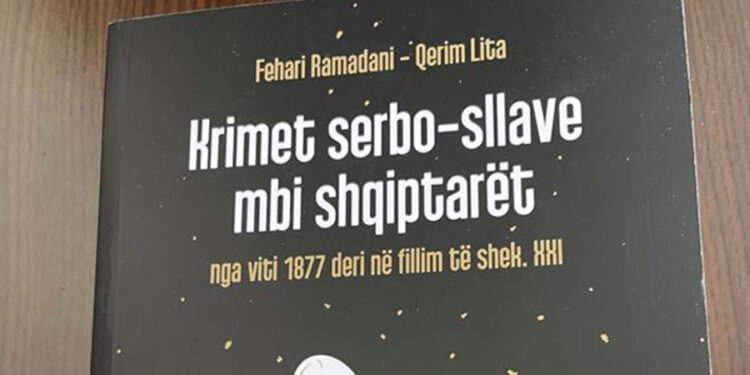 Fehari Ramadani - Qerim Lita
Krimet serbo-sllave
mbi shqiptarët
nga viti 1877 deri në fillim të shek. XXI